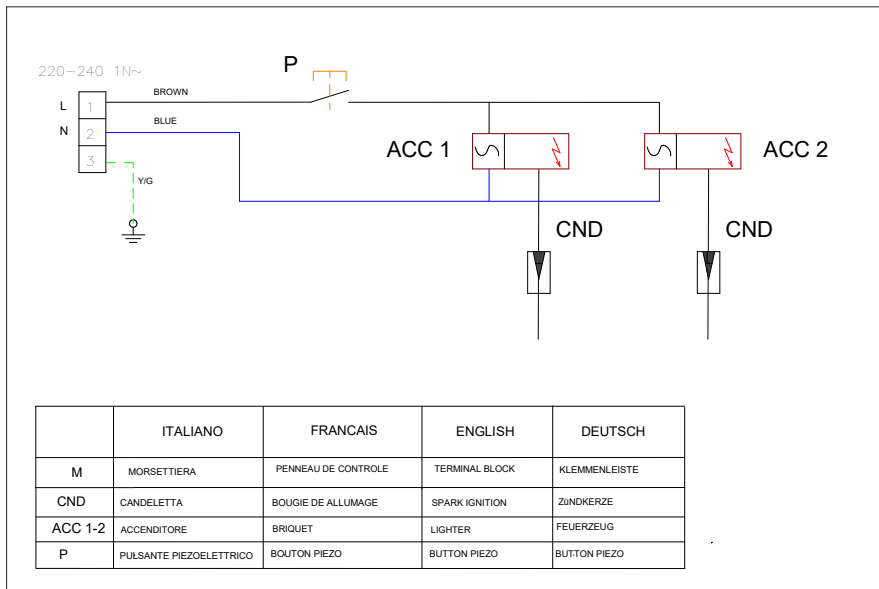 220-240 1N~
P
L
1
BROWN
N
2
BLUE
3
Y/G
ACC 1
ACC 2
CND
CND
ITALIANO FRANCAIS ENGLISH DEUTSCH
M MORSETTIERA PENNEAU DE CONTROLE TERMINAL BLOCK KLEMMENLEISTE
CND CANDELETTA BOUGIE DE ALLUMAGE SPARK IGNITION ZüNDKERZE
ACC 1-2 ACCENDITORE BRIQUET LIGHTER FEUERZEUG
P PULSANTE PIEZOELETTRICO BOUTON PIEZO BUTTON PIEZO BUTTON PIEZO